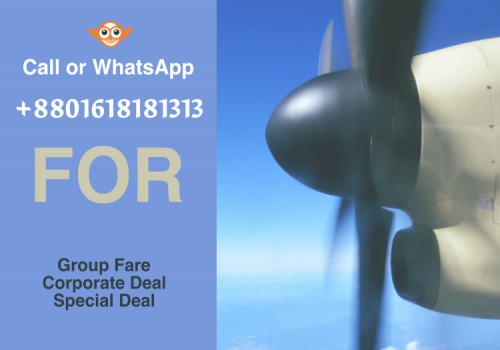 Call or WhatsApp
+8801618181313
FOR
Group Fare
Corporate Deal
Special Deal